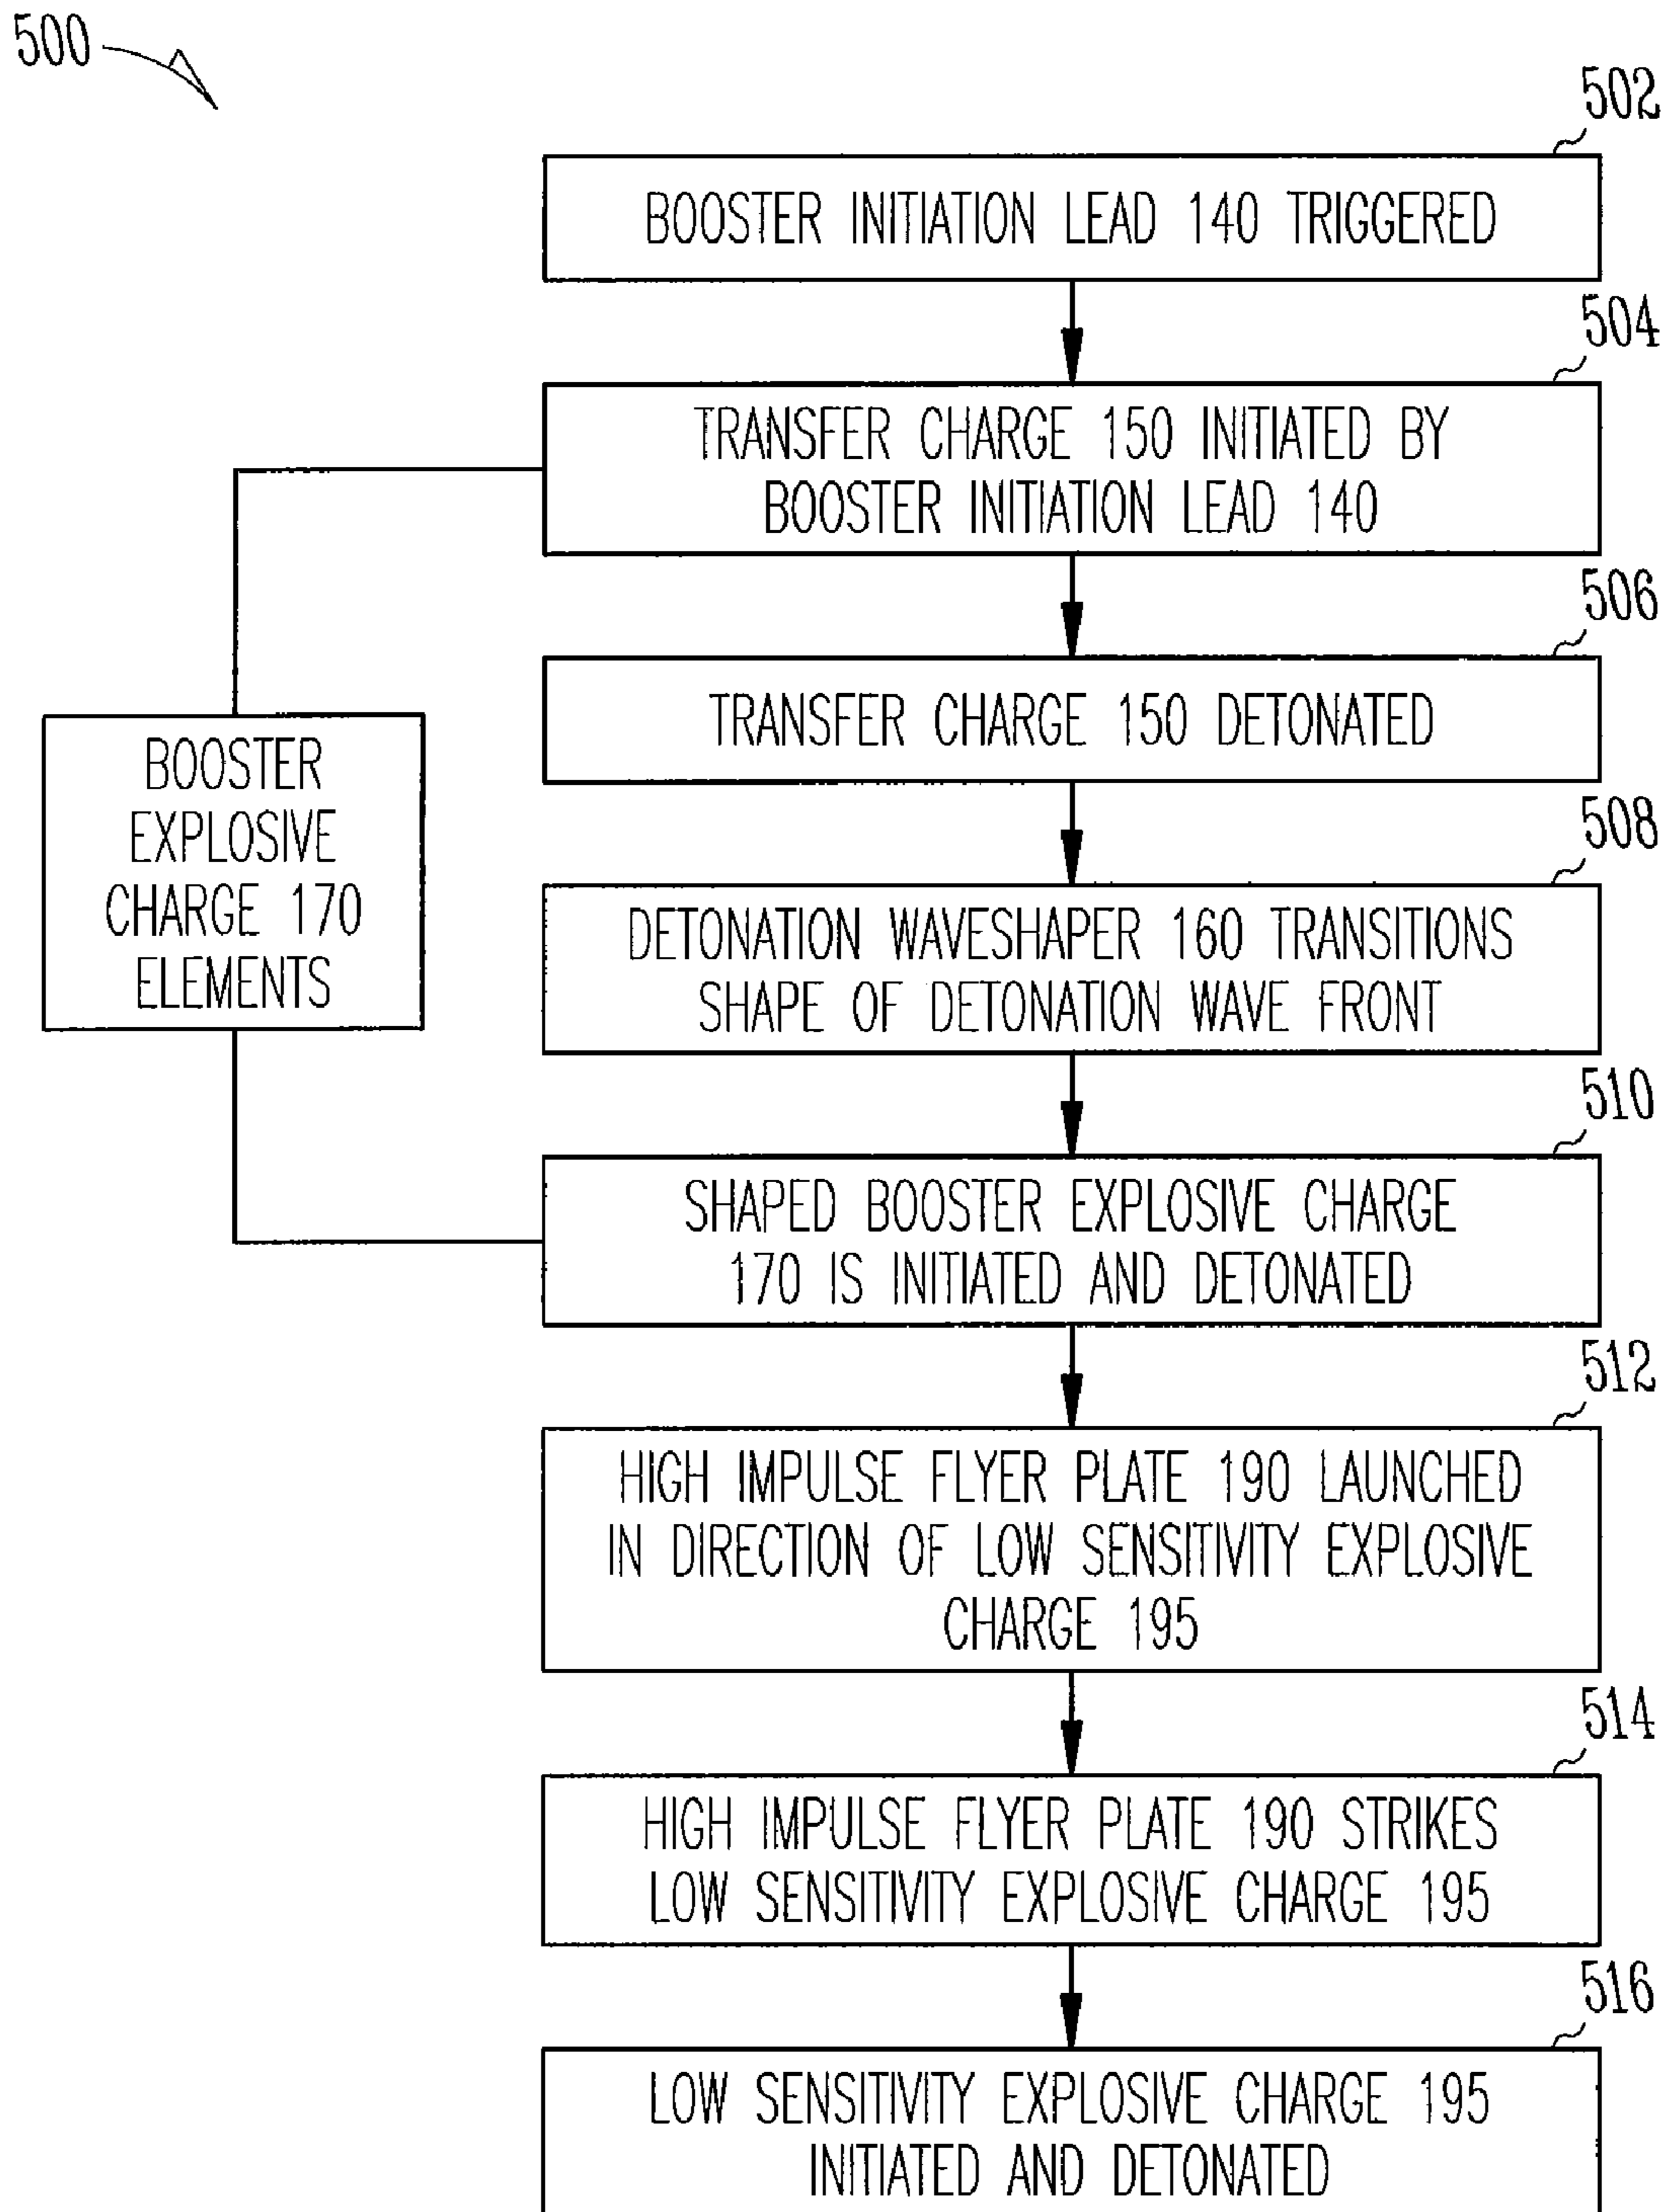 500
502
BOOSTER INITIATION LEAD 140 TRIGGERED
504
TRANSFER CHARGE 150 INITIATED BY
BOOSTER INITIATION LEAD 140
506
TRANSFER CHARGE 150 DETONATED
BOOSTER
EXPLOSIVE
CHARGE 170
ELEMENTS
508
DETONATION WAVESHAPER 160 TRANSITIONS
SHAPE OF DETONATION WAVE FRONT
510
SHAPED BOOSTER EXPLOSIVE CHARGE
170 IS INITIATED AND DETONATED
512
HIGH IMPULSE FLYER PLATE 190 LAUNCHED
IN DIRECTION OF LOW SENSITIVITY EXPLOSIVE
CHARGE 195
514
HIGH IMPULSE FLYER PLATE 190 STRIKES
LOW SENSITIVITY EXPLOSIVE CHARGE 195
516
LOW SENSITIVITY EXPLOSIVE CHARGE 195
INITIATED AND DETONATED